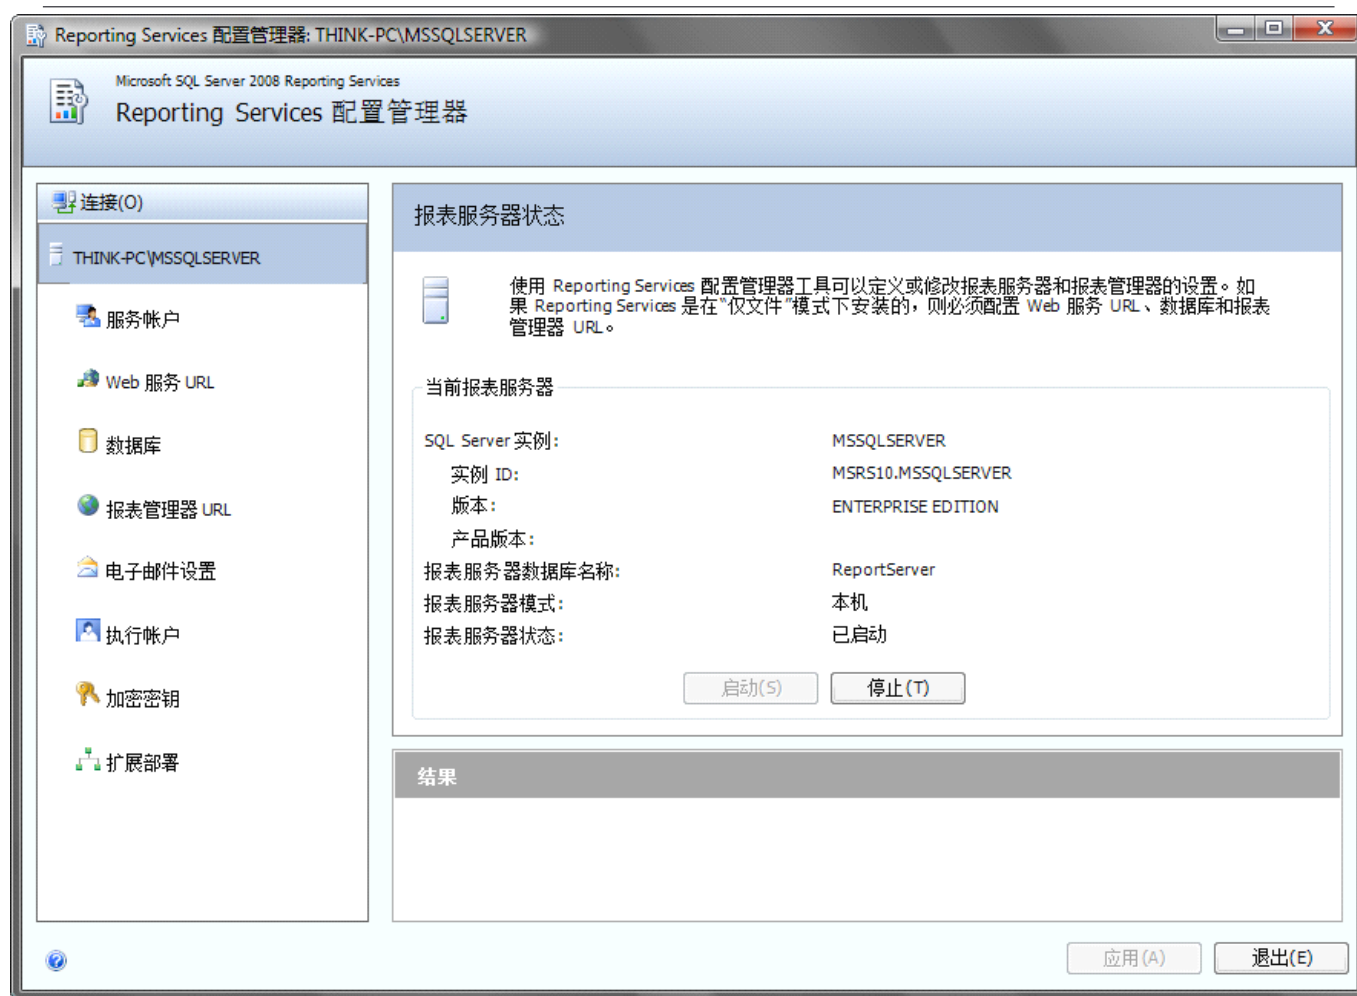 Reporting Services 配置管理器: THINK-PC\MSSQLSERVER
Microsoft SQL Server 2008 Reporting Services
Reporting Services 配置管理器
连接(O)
THINK-PC\MSSQLSERVER
服务帐户
Web 服务 URL
数据库
报表管理器 URL
电子邮件设置
执行帐户
加密密钥
扩展部署
报表服务器状态
使用 Reporting Services 配置管理器工具可以定义或修改报表服务器和报表管理器的设置。如
果 Reporting Services 是在“仅文件”模式下安装的，则必须配置 Web 服务 URL、数据库和报表
管理器 URL。
当前报表服务器
SQL Server 实例: MSSQLSERVER
实例 ID: MSRS10.MSSQLSERVER
版本: ENTERPRISE EDITION
产品版本:
报表服务器数据库名称: ReportServer
报表服务器模式: 本机
报表服务器状态: 已启动
启动(S) 停止(T)
结果
应用(A) 退出(E)